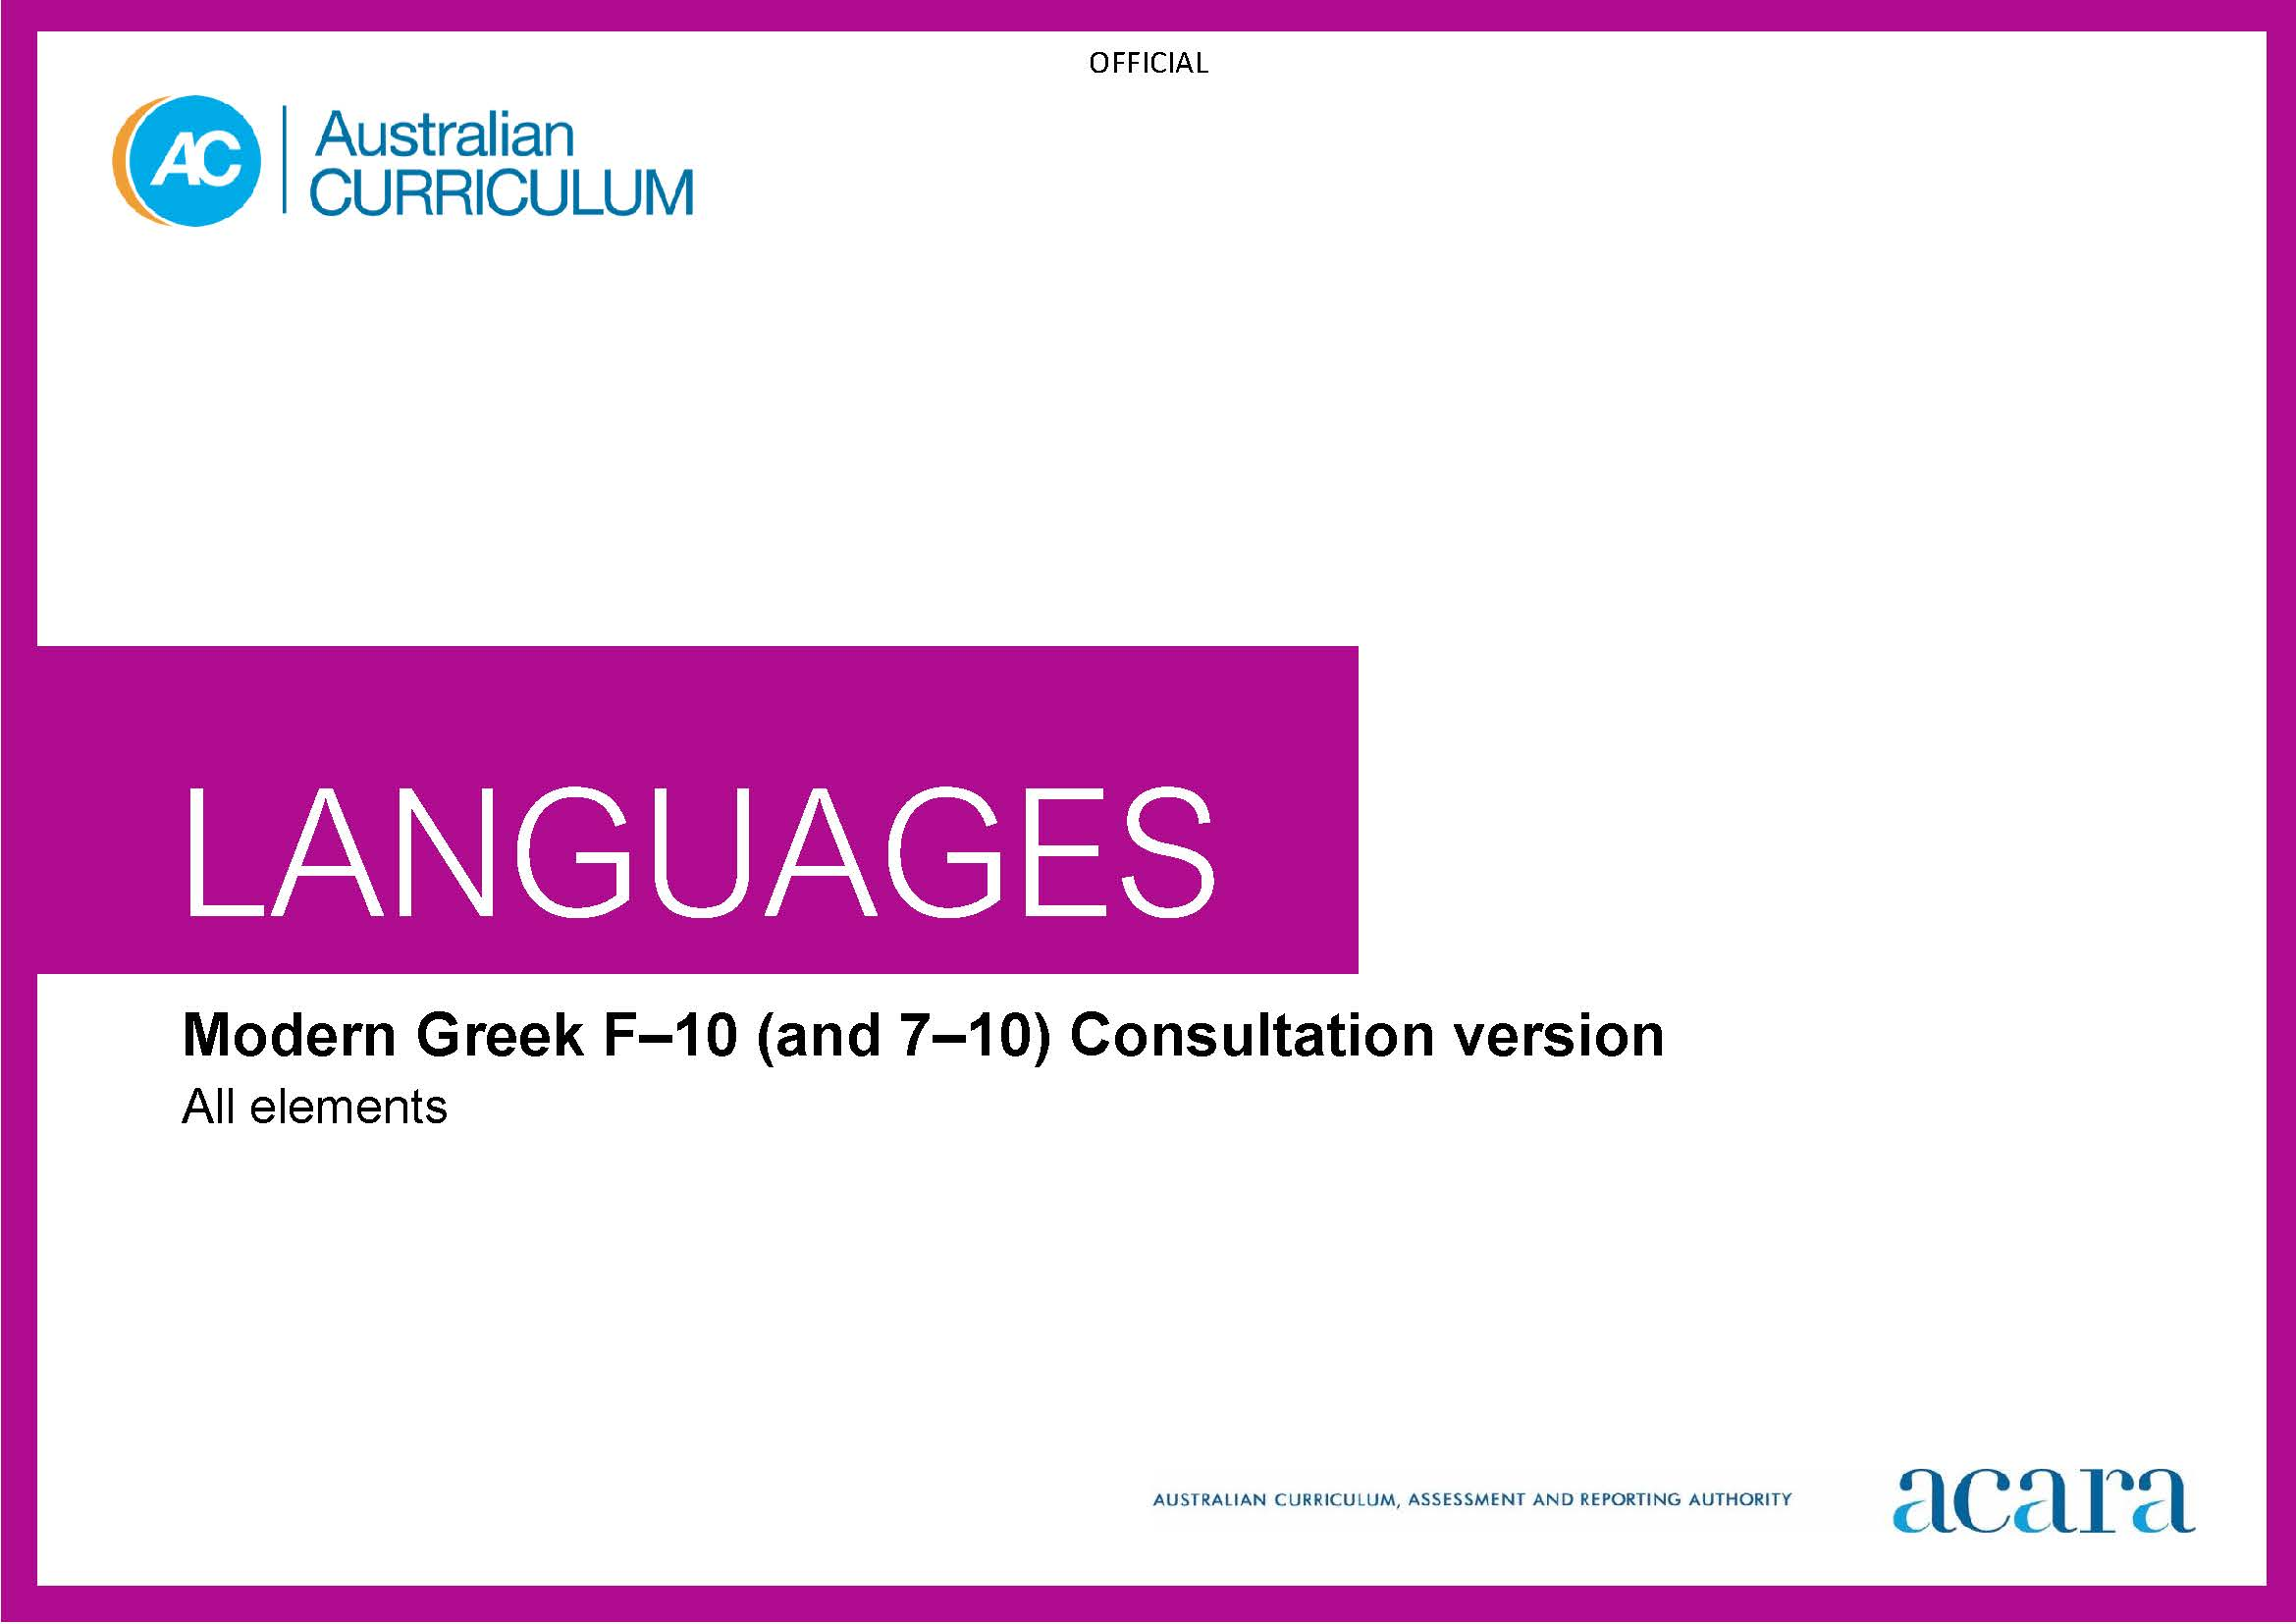 OFFICIAL
AC
Australian
CURRICULUM
LANGUAGES
Modern Greek F–10 (and 7–10) Consultation version
All elements
AUSTRALIAN CURRICULUM, ASSESSMENT AND REPORTING AUTHORITY
acara